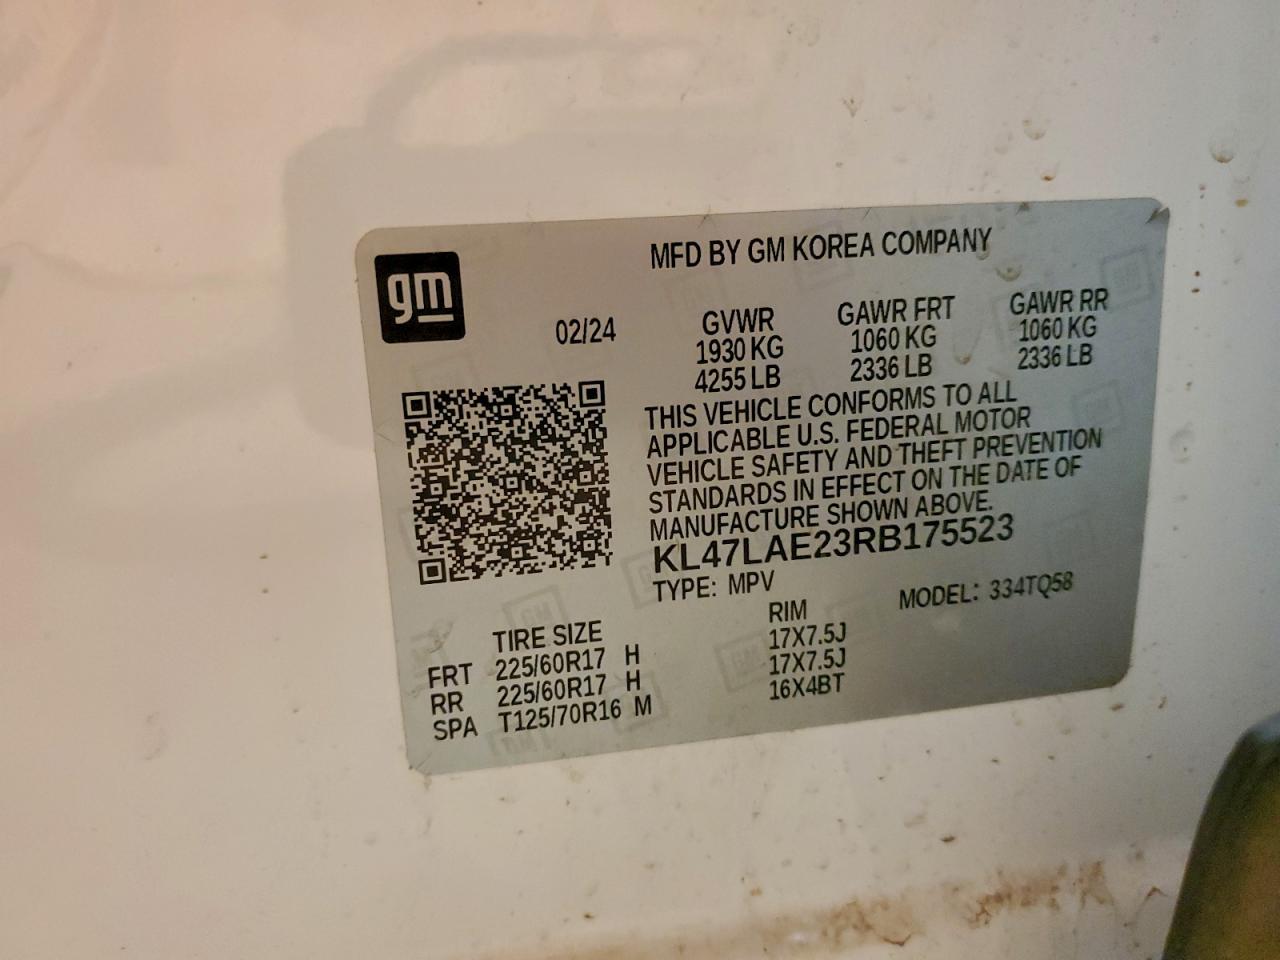 MFD BY GM KOREA COMPANY
gm
02/24
GVWR GAWR FRT GAWR RR
1930 KG 1060 KG 1060 KG
4255 LB 2336 LB 2336 LB
THIS VEHICLE CONFORMS TO ALL
APPLICABLE U.S. FEDERAL MOTOR
VEHICLE SAFETY AND THEFT PREVENTION
STANDARDS IN EFFECT ON THE DATE OF
MANUFACTURE SHOWN ABOVE.
KL47LAE23RB175523
TYPE: MPV MODEL: 334TQ58
TIRE SIZE RIM
FRT 225/60R17 H 17X7.5J
RR 225/60R17 H 17X7.5J
SPA T125/70R16 M 16X4BT